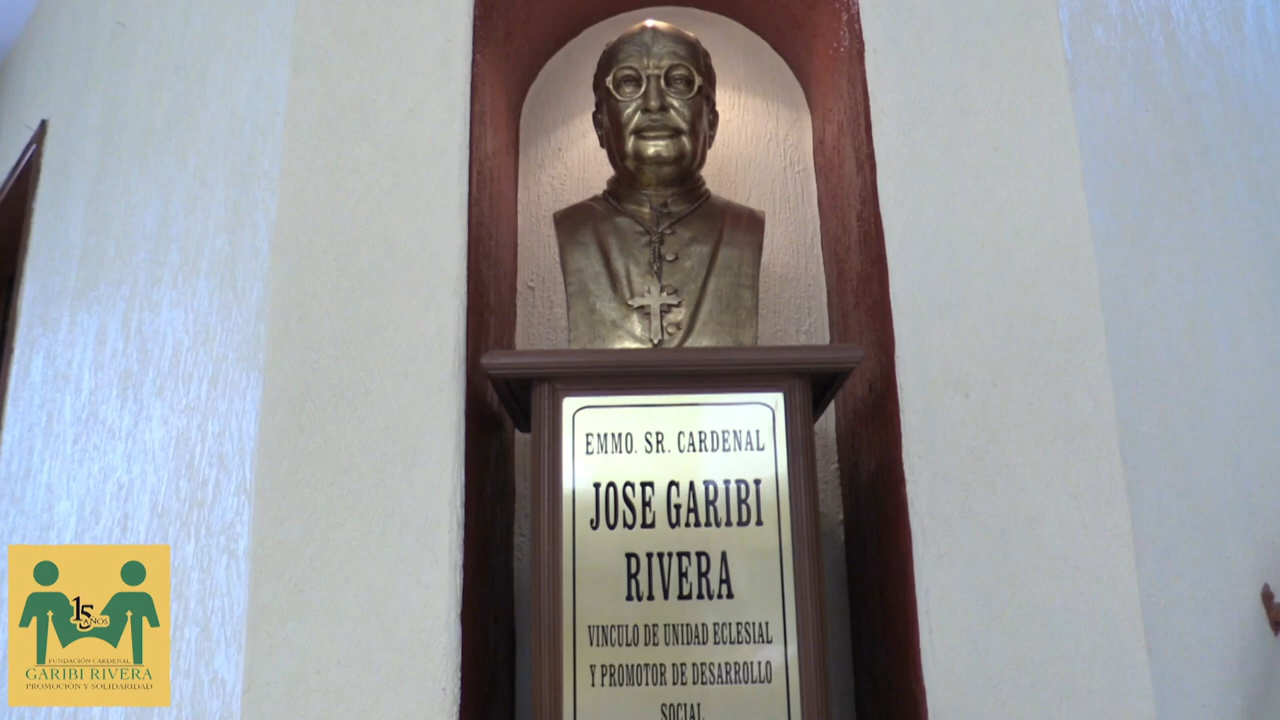 EMMO. SR. CARDENAL
JOSE GARIBI
RIVERA
VINCULO DE UNIDAD ECLESIAL
Y PROMOTOR DE DESARROLLO
SOCIAL
15
AÑOS
FUNDACIÓN CARDENAL
GARIBI RIVERA
PROMOCIÓN Y SOLIDARIDAD